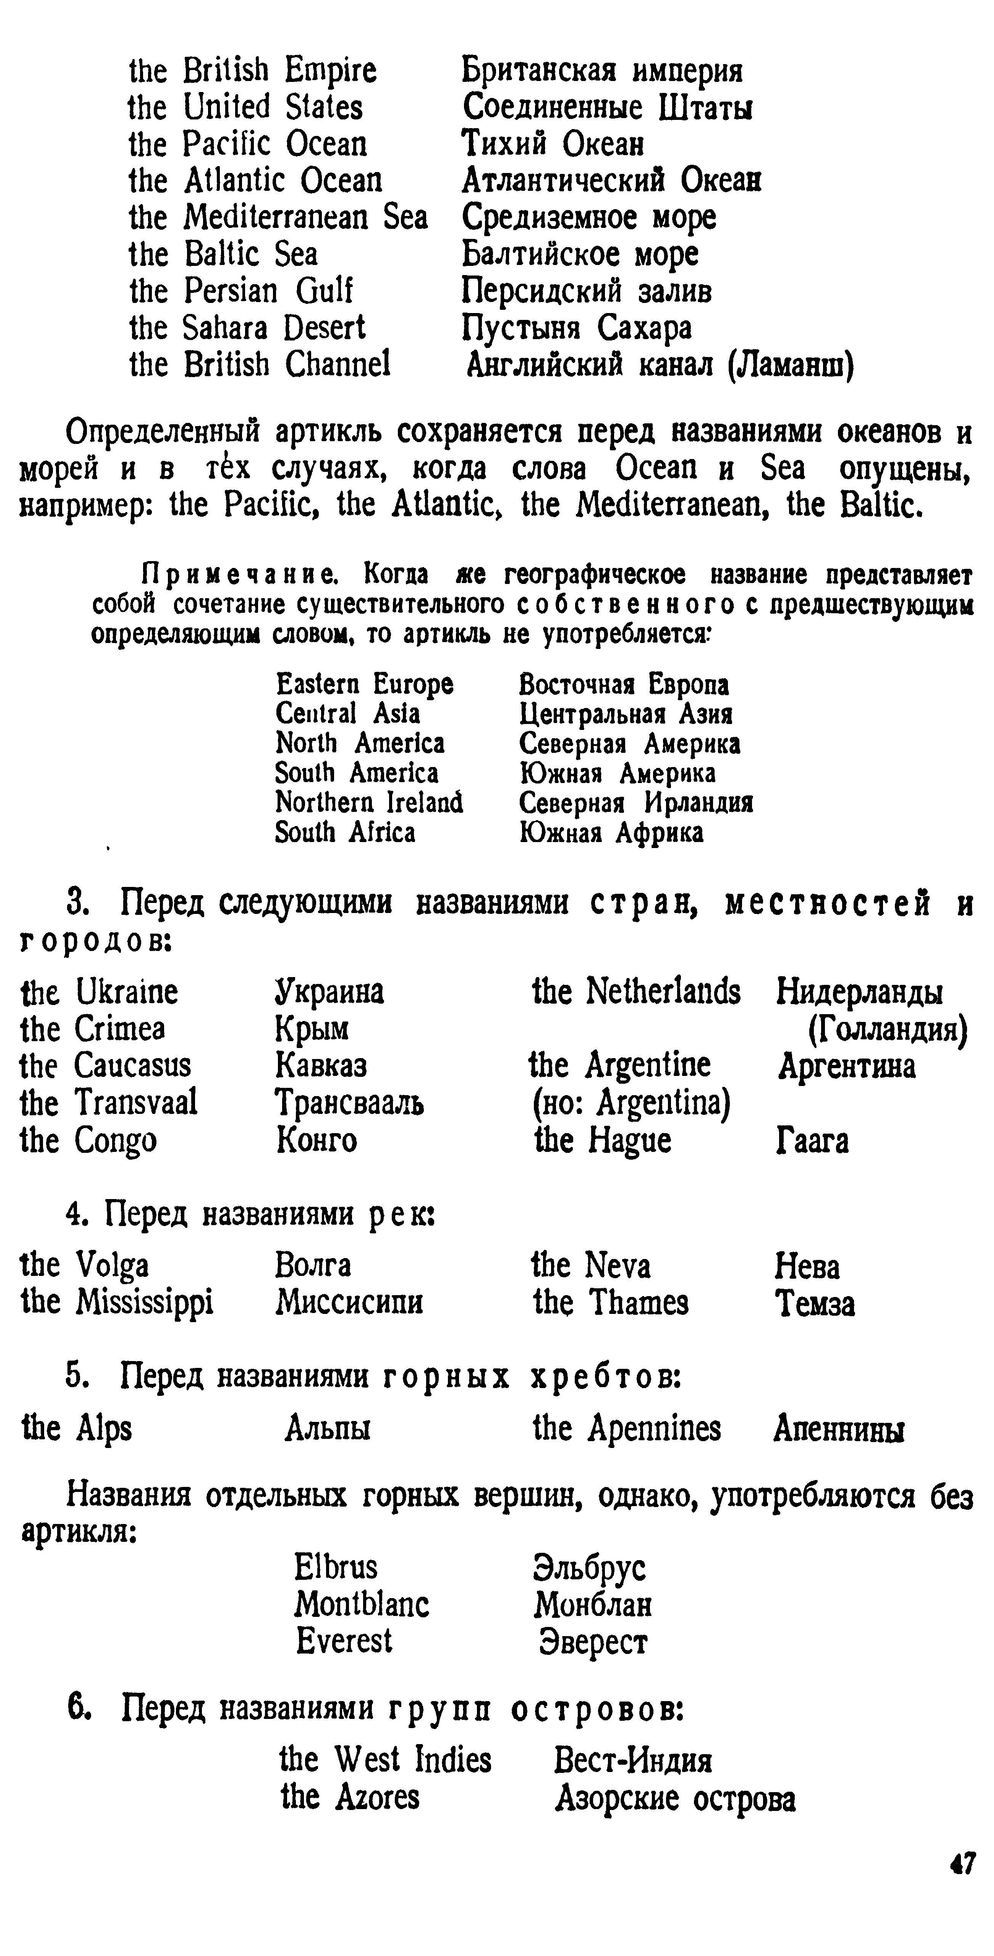 the British Empire Британская империя
the United States Соединенные Штаты
the Pacific Ocean Тихий Океан
the Atlantic Ocean Атлантический Океан
the Mediterranean Sea Средиземное море
the Baltic Sea Балтийское море
the Persian Gulf Персидский залив
the Sahara Desert Пустыня Сахара
the British Channel Английский канал (Ламанш)
Определенный артикль сохраняется перед названиями океанов и
морей и в тех случаях, когда слова Ocean и Sea опущены,
например: the Pacific, the Atlantic, the Mediterranean, the Baltic.
Примечание. Когда же географическое название представляет
собой сочетание существительного собственного с предшествующим
определяющим словом, то артикль не употребляется:
Eastern Europe Восточная Европа
Central Asia Центральная Азия
North America Северная Америка
South America Южная Америка
Northern Ireland Северная Ирландия
South Africa Южная Африка
3. Перед следующими названиями стран, местностей и
городов:
the Ukraine Украина the Netherlands Нидерланды
the Crimea Крым (Голландия)
the Caucasus Кавказ the Argentine Аргентина
the Transvaal Трансвааль (но: Argentina)
the Congo Конго the Hague Гаага
4. Перед названиями рек:
the Volga Волга the Neva Нева
the Mississippi Миссисипи the Thames Темза
5. Перед названиями горных хребтов:
the Alps Альпы the Apennines Апеннины
Названия отдельных горных вершин, однако, употребляются без
артикля:
Elbrus Эльбрус
Montblanc Монблан
Everest Эверест
6. Перед названиями групп островов:
the West Indies Вест-Индия
the Azores Азорские острова
47